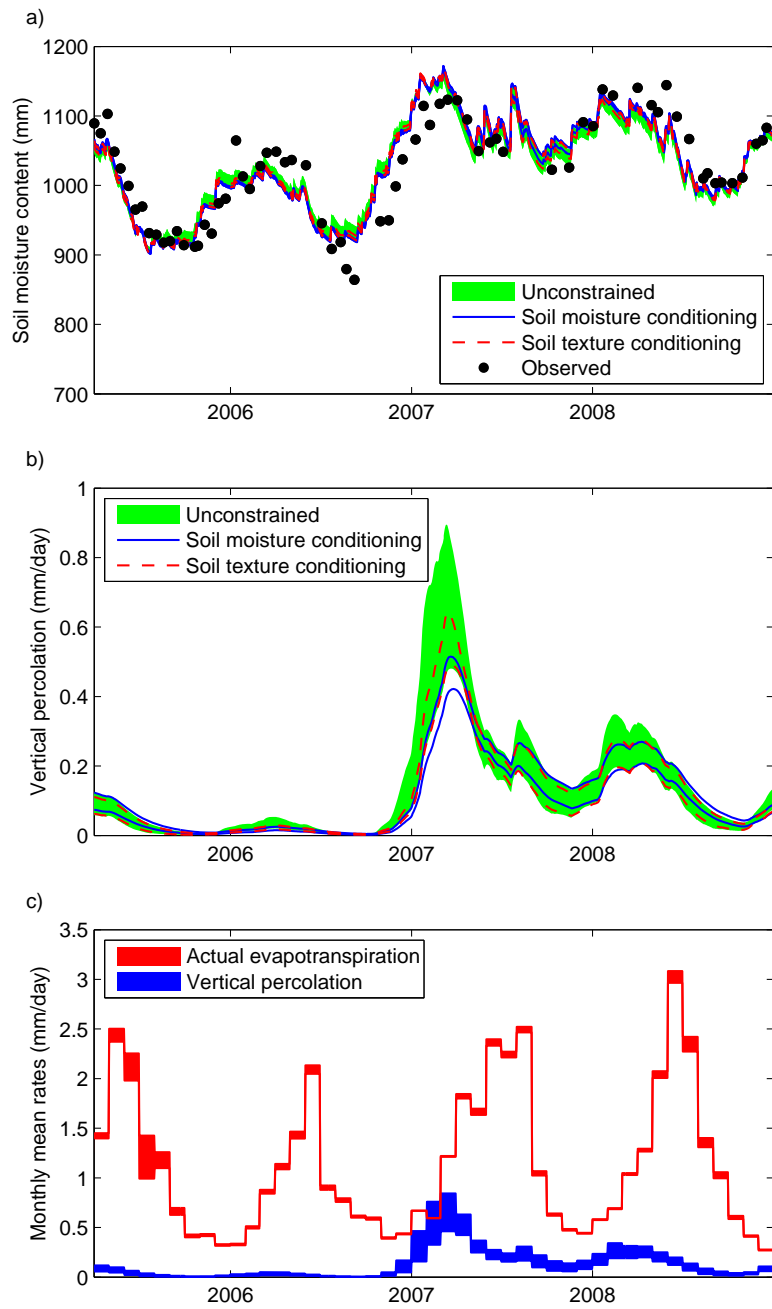 a)
Soil moisture content (mm)
1200
1100
1000
900
800
700
Unconstrained
Soil moisture conditioning
Soil texture conditioning
Observed
2006
2007
2008
b)
Vertical percolation (mm/day)
1
0.8
0.6
0.4
0.2
0
Unconstrained
Soil moisture conditioning
Soil texture conditioning
2006
2007
2008
c)
Monthly mean rates (mm/day)
3.5
3
2.5
2
1.5
1
0.5
0
Actual evapotranspiration
Vertical percolation
2006
2007
2008